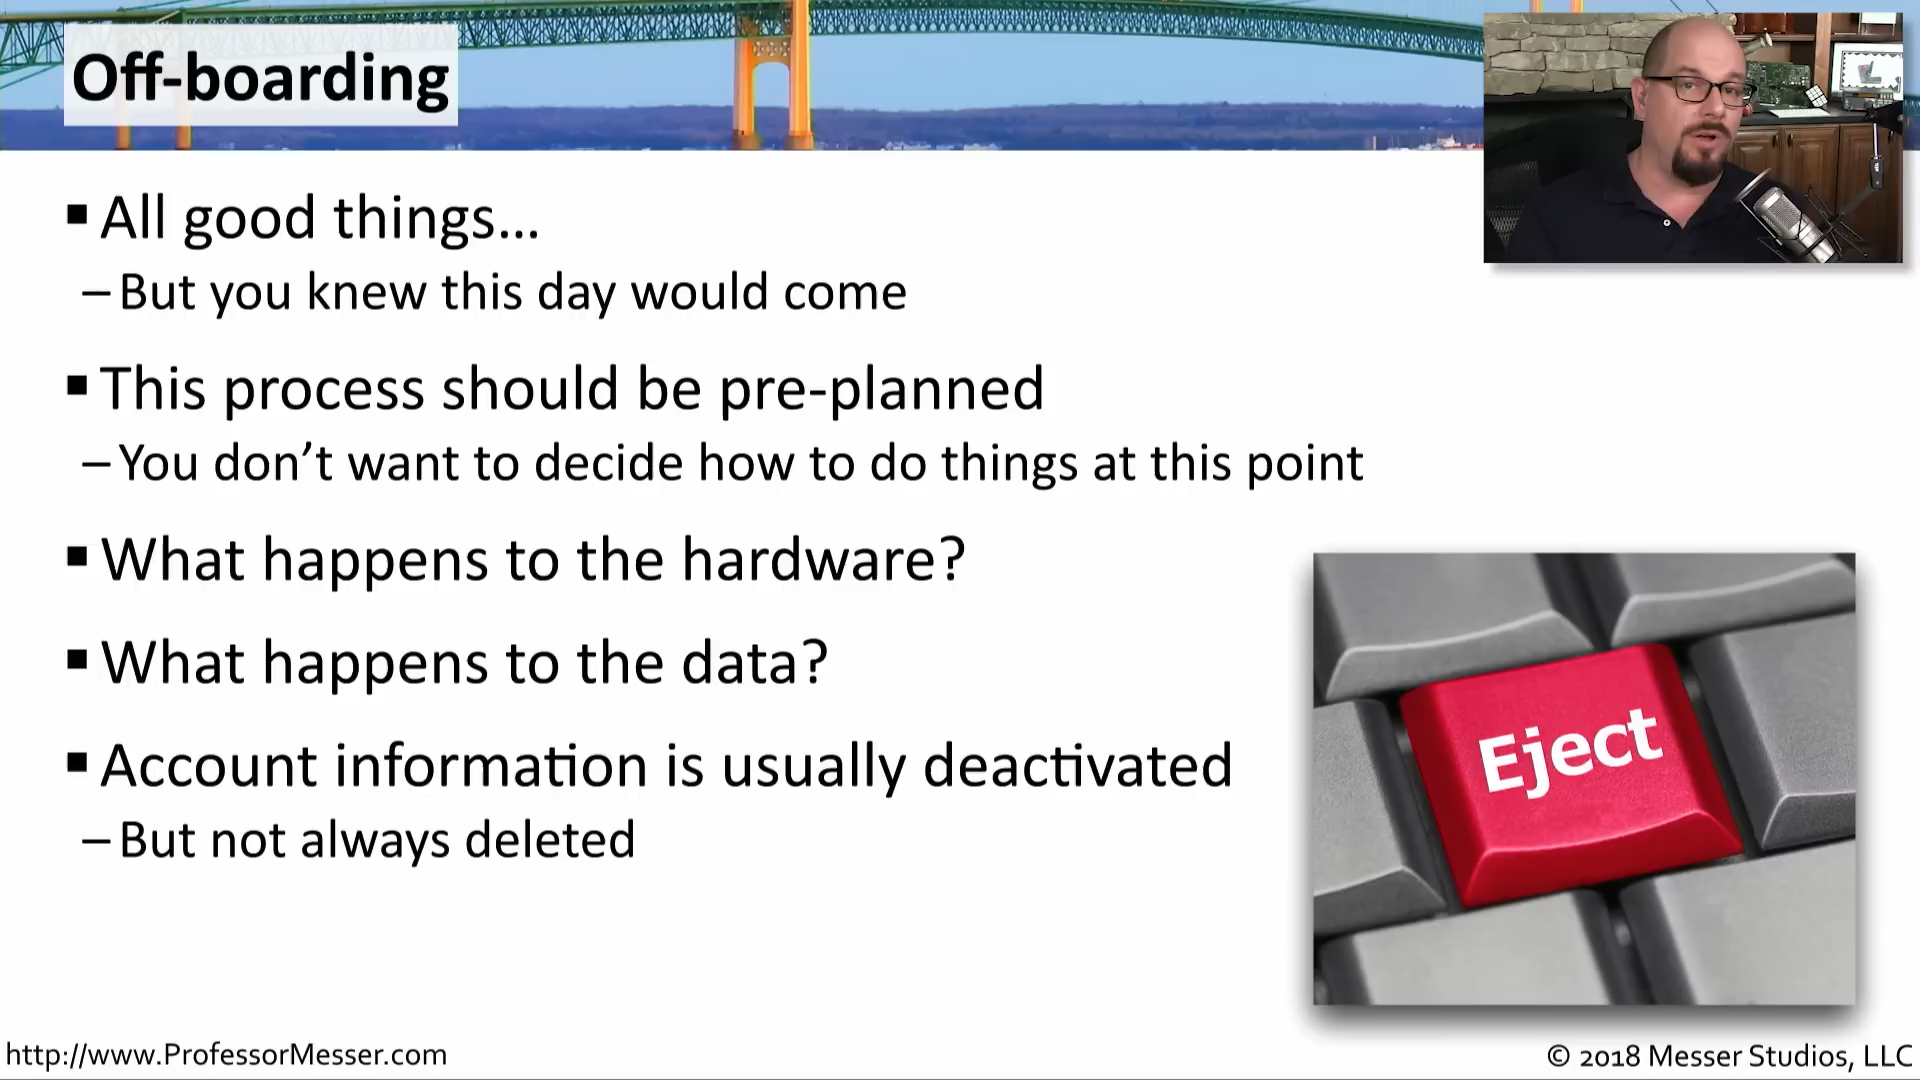 Off-boarding
▪ All good things...
– But you knew this day would come
▪ This process should be pre-planned
– You don’t want to decide how to do things at this point
▪ What happens to the hardware?
▪ What happens to the data?
▪ Account information is usually deactivated
– But not always deleted
Eject
http://www.ProfessorMesser.com
© 2018 Messer Studios, LLC